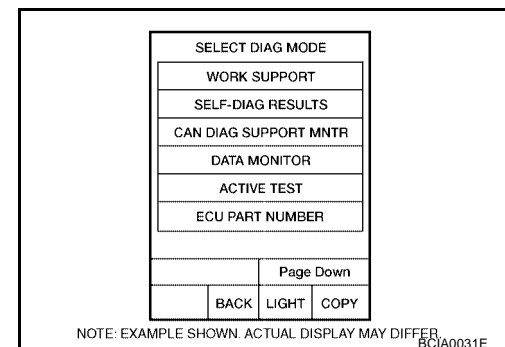 SELECT DIAG MODE
WORK SUPPORT
SELF-DIAG RESULTS
CAN DIAG SUPPORT MNTR
DATA MONITOR
ACTIVE TEST
ECU PART NUMBER
Page Down
BACK LIGHT COPY
NOTE: EXAMPLE SHOWN. ACTUAL DISPLAY MAY DIFFER.
BCIA0031E